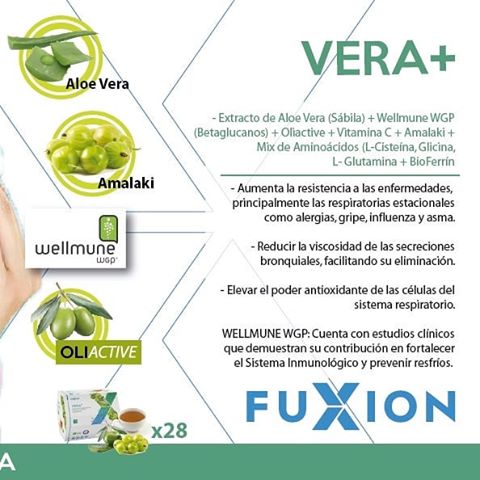 Aloe Vera
Amalaki
wellmune
WGP®
OLIACTIVE
x28
VERA+
- Extracto de Aloe Vera (Sábila) + Wellmune WGP
(Betaglucanos) + Oliactive + Vitamina C + Amalaki +
Mix de Aminoácidos (L-Cisteína, Glicina,
L- Glutamina + BioFerrín
- Aumenta la resistencia a las enfermedades,
principalmente las respiratorias estacionales
como alergias, gripe, influenza y asma.
- Reducir la viscosidad de las secreciones
bronquiales, facilitando su eliminación.
- Elevar el poder antioxidante de las células del
sistema respiratorio.
WELLMUNE WGP: Cuenta con estudios clínicos
que demuestran su contribución en fortalecer
el Sistema Inmunológico y prevenir resfríos.
FUXION
A